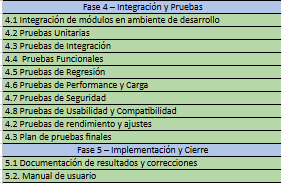 Fase 4 – Integración y Pruebas
4.1 Integración de módulos en ambiente de desarrollo
4.2 Pruebas Unitarias
4.3 Pruebas de Integración
4.4  Pruebas Funcionales
4.5 Pruebas de Regresión
4.6 Pruebas de Performance y Carga
4.7 Pruebas de Seguridad
4.8 Pruebas de Usabilidad y Compatibilidad
4.2 Pruebas de rendimiento y ajustes
4.3 Plan de pruebas finales
Fase 5 – Implementación y Cierre
5.1 Documentación de resultados y correcciones
5.2. Manual de usuario